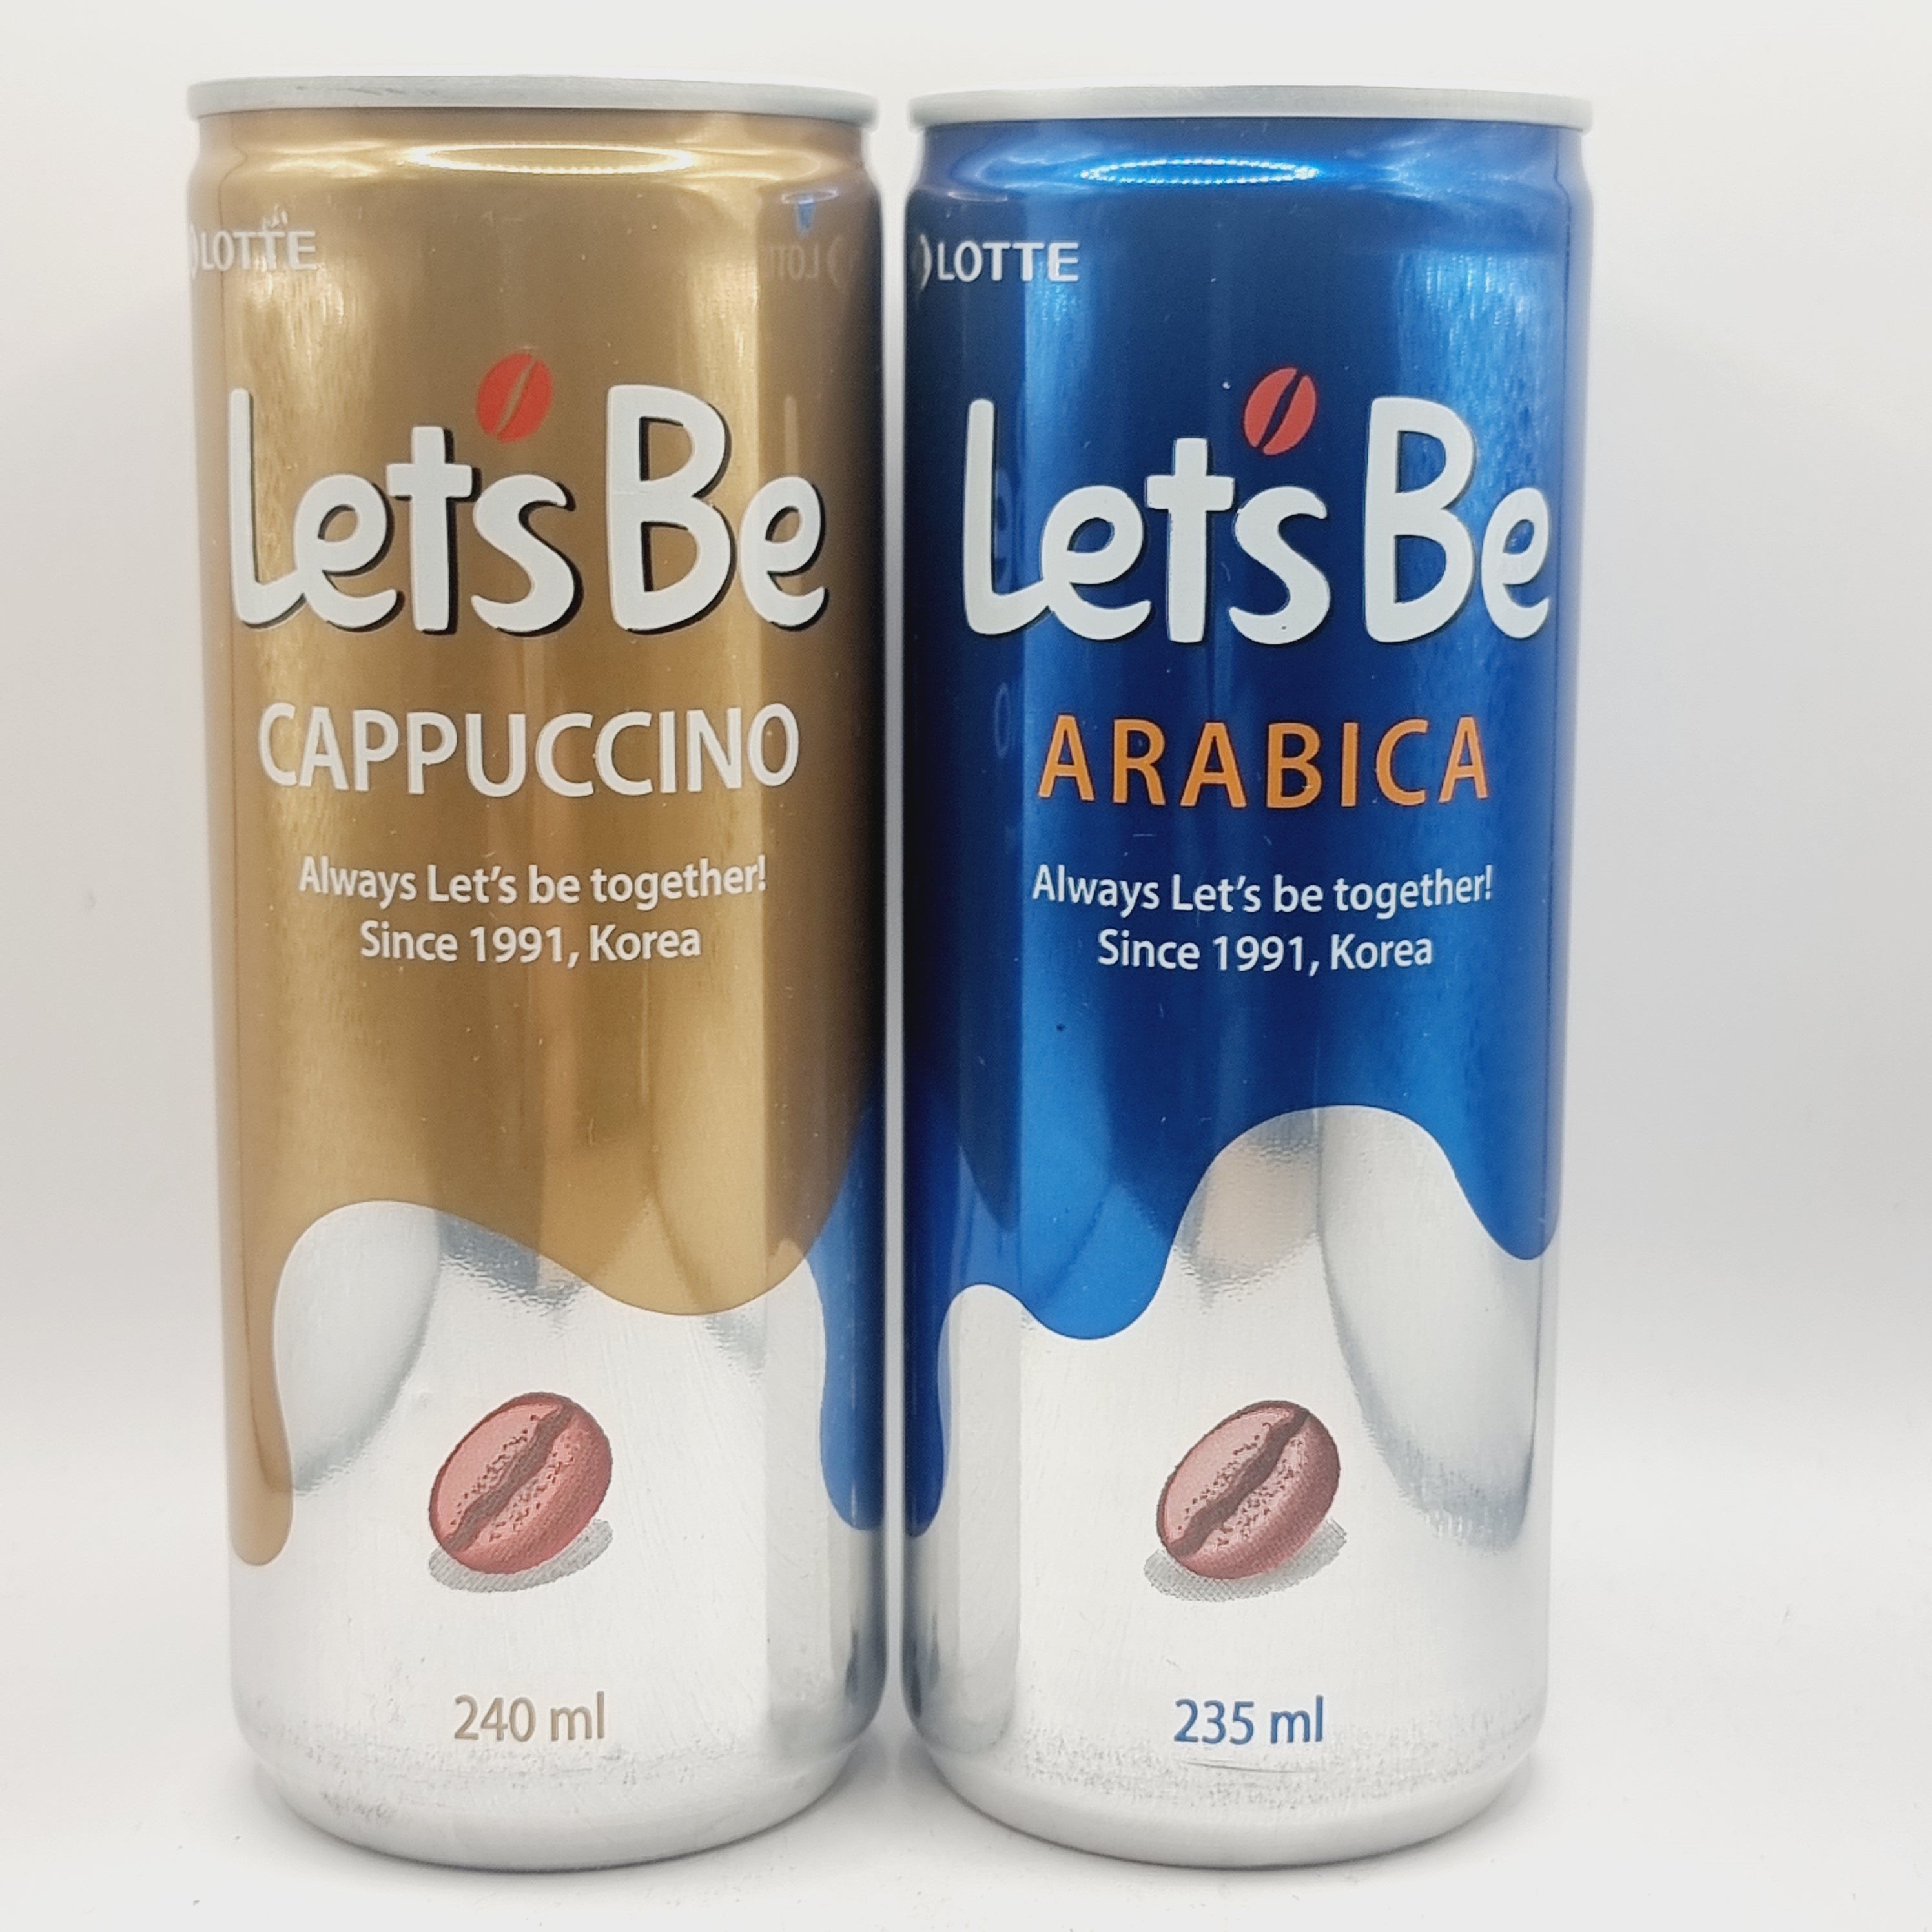 LOTTE
Let's Be
CAPPUCCINO
Always Let's be together!
Since 1991, Korea
240 ml
LOTTE
Let's Be
ARABICA
Always Let's be together!
Since 1991, Korea
235 ml